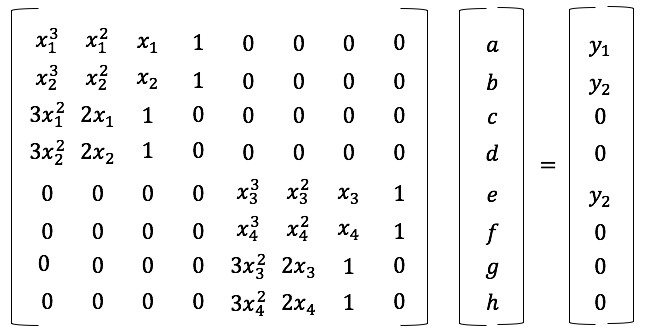 x₁³ x₁² x₁ 1 0 0 0 0 a y₁
x₂³ x₂² x₂ 1 0 0 0 0 b y₂
3x₁² 2x₁ 1 0 0 0 0 0 c 0
3x₂² 2x₂ 1 0 0 0 0 0 d 0
=
0 0 0 0 x₃³ x₃² x₃ 1 e y₂
0 0 0 0 x₄³ x₄² x₄ 1 f 0
0 0 0 0 3x₃² 2x₃ 1 0 g 0
0 0 0 0 3x₄² 2x₄ 1 0 h 0